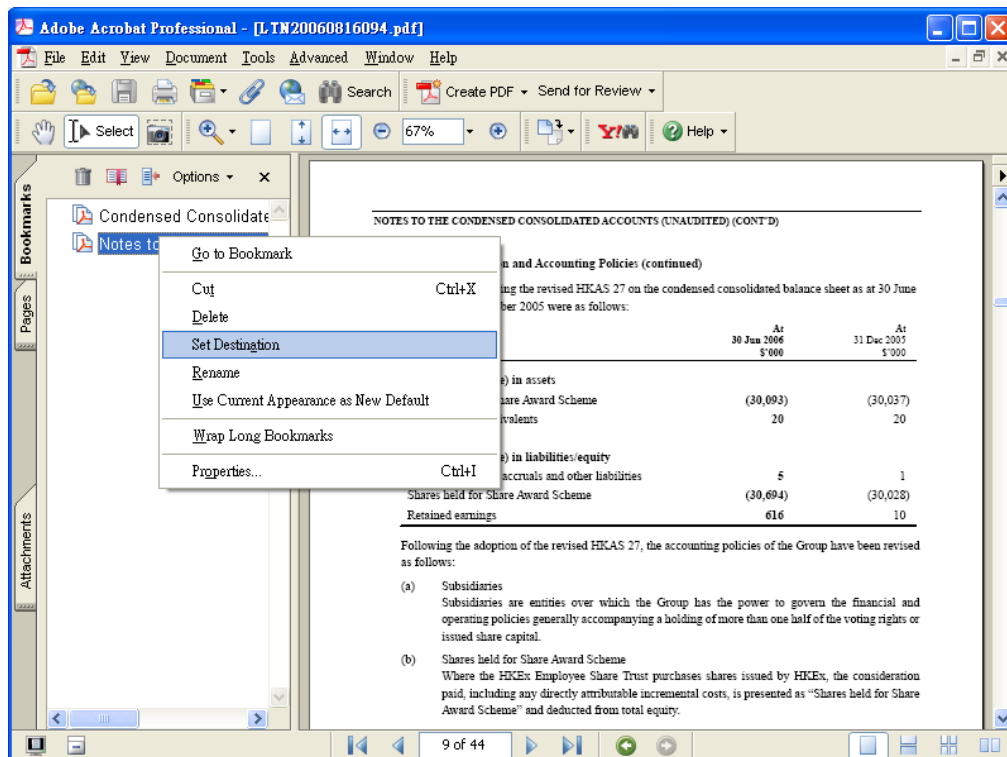 Adobe Acrobat Professional - [LTN20060816094.pdf]
File Edit View Document Tools Advanced Window Help
Search Create PDF Send for Review
Select 67% Y! Help
Bookmarks
Pages
Attachments
Options x
Condensed Consolidate
Notes to
Go to Bookmark
Cut Ctrl+X
Delete
Set Destination
Rename
Use Current Appearance as New Default
Wrap Long Bookmarks
Properties... Ctrl+I
NOTES TO THE CONDENSED CONSOLIDATED ACCOUNTS (UNAUDITED) (CONT'D)
and Accounting Policies (continued)
ing the revised HKAS 27 on the condensed consolidated balance sheet as at 30 June
ber 2005 were as follows:
At At
30 Jun 2006 31 Dec 2005
$'000 $'000
e) in assets
hare Award Scheme (30,093) (30,037)
ivalents 20 20
e) in liabilities/equity
accruals and other liabilities 5 1
Shares held for Share Award Scheme (30,694) (30,028)
Retained earnings 616 10
Following the adoption of the revised HKAS 27, the accounting policies of the Group have been revised
as follows:
(a) Subsidiaries
Subsidiaries are entities over which the Group has the power to govern the financial and
operating policies generally accompanying a holding of more than one half of the voting rights or
issued share capital.
(b) Shares held for Share Award Scheme
Where the HKEx Employee Share Trust purchases shares issued by HKEx, the consideration
paid, including any directly attributable incremental costs, is presented as “Shares held for Share
Award Scheme” and deducted from total equity.
9 of 44